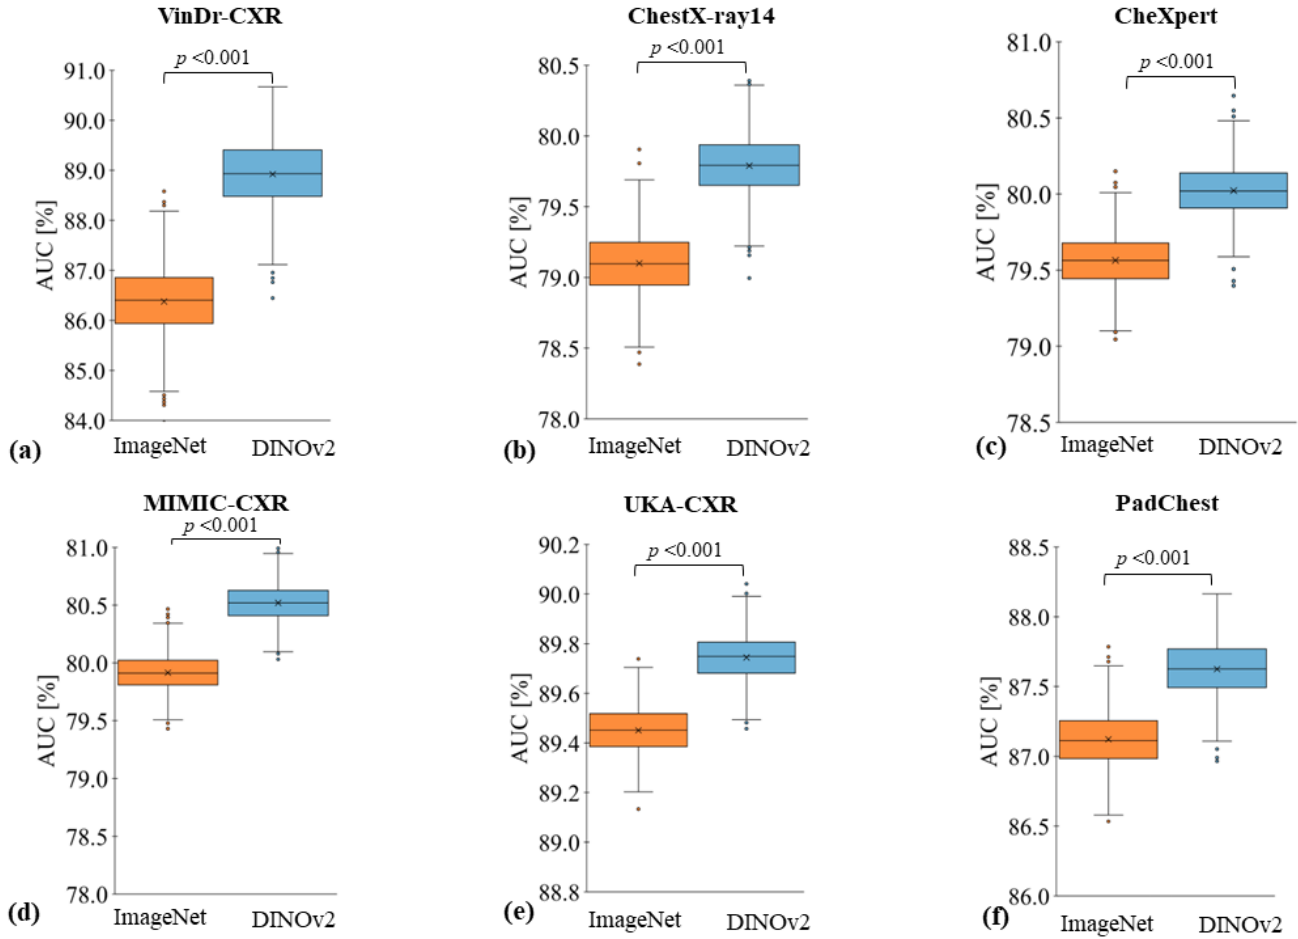 VinDr-CXR
p <0.001
91.0
90.0
89.0
88.0
87.0
86.0
85.0
84.0
AUC [%]
ImageNet DINOv2
(a)
ChestX-ray14
p <0.001
80.5
80.0
79.5
79.0
78.5
78.0
AUC [%]
ImageNet DINOv2
(b)
CheXpert
p <0.001
81.0
80.5
80.0
79.5
79.0
78.5
AUC [%]
ImageNet DINOv2
(c)
MIMIC-CXR
p <0.001
81.0
80.5
80.0
79.5
79.0
78.5
78.0
AUC [%]
ImageNet DINOv2
(d)
UKA-CXR
p <0.001
90.2
90.0
89.8
89.6
89.4
89.2
89.0
88.8
AUC [%]
ImageNet DINOv2
(e)
PadChest
p <0.001
88.5
88.0
87.5
87.0
86.5
86.0
AUC [%]
ImageNet DINOv2
(f)